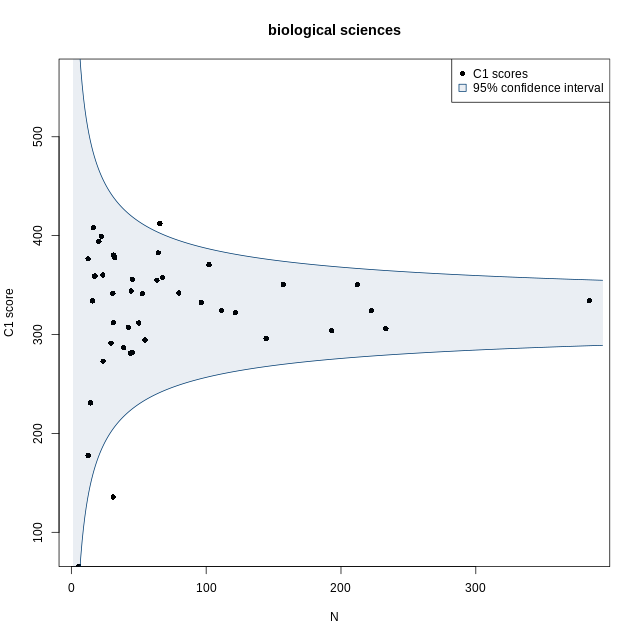 biological sciences
C1 scores
95% confidence interval
C1 score
500
400
300
200
100
0
100
200
300
N